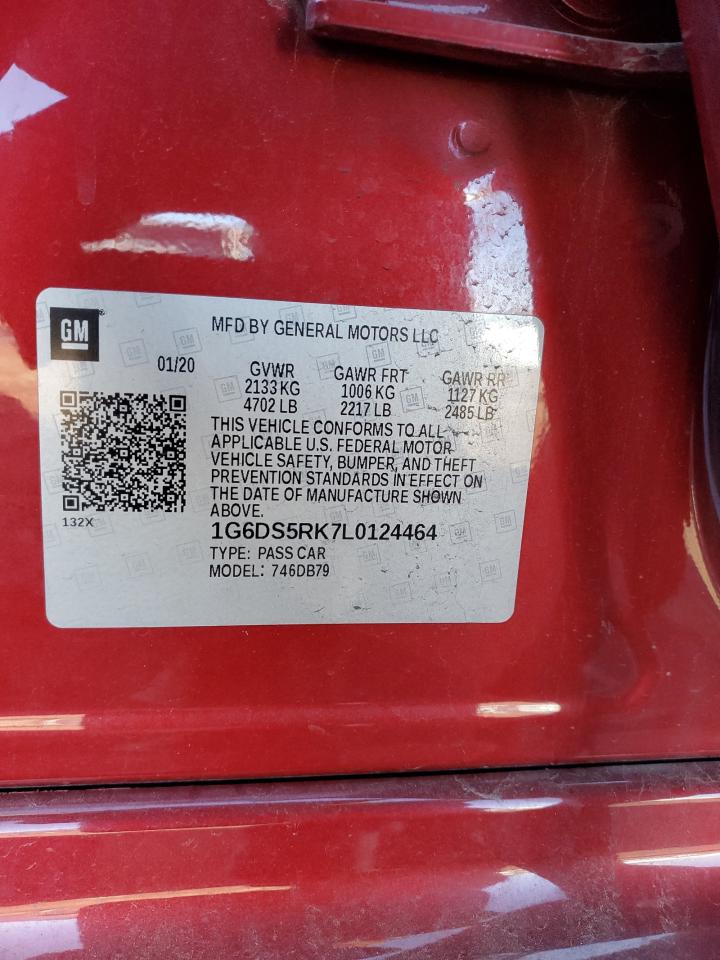 GM
MFD BY GENERAL MOTORS LLC
01/20
GVWR GAWR FRT GAWR RR
2133 KG 1006 KG 1127 KG
4702 LB 2217 LB 2485 LB
THIS VEHICLE CONFORMS TO ALL
APPLICABLE U.S. FEDERAL MOTOR
VEHICLE SAFETY, BUMPER, AND THEFT
PREVENTION STANDARDS IN EFFECT ON
THE DATE OF MANUFACTURE SHOWN
ABOVE.
132X
1G6DS5RK7L0124464
TYPE: PASS CAR
MODEL: 746DB79